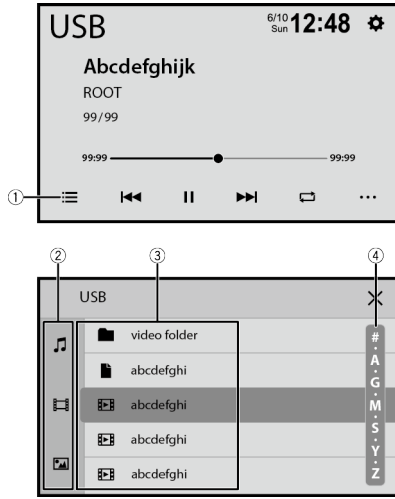 USB
6/10
Sun
12:48
Abcdefghijk
ROOT
99/99
99:99
99:99
①
②
③
④
USB
video folder
abcdefghi
abcdefghi
abcdefghi
abcdefghi
#
A
G
M
S
Y
Z